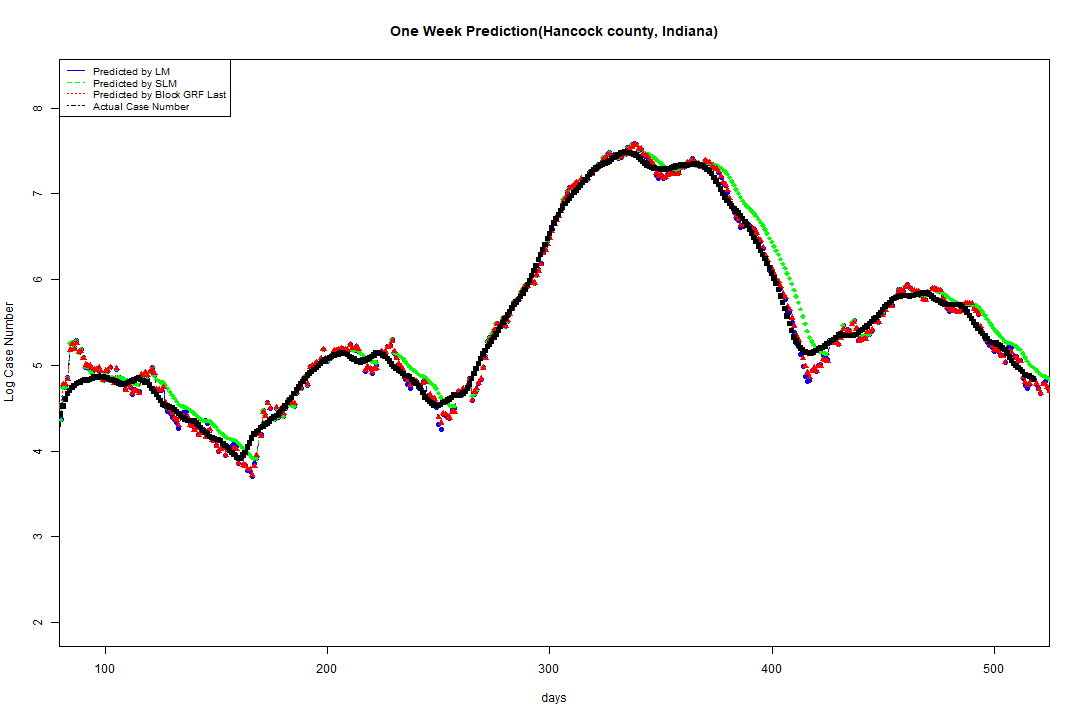 One Week Prediction(Hancock county, Indiana)
Predicted by LM
Predicted by SLM
Predicted by Block GRF Last
Actual Case Number
8
7
6
5
4
3
2
Log Case Number
100 200 300 400 500
days